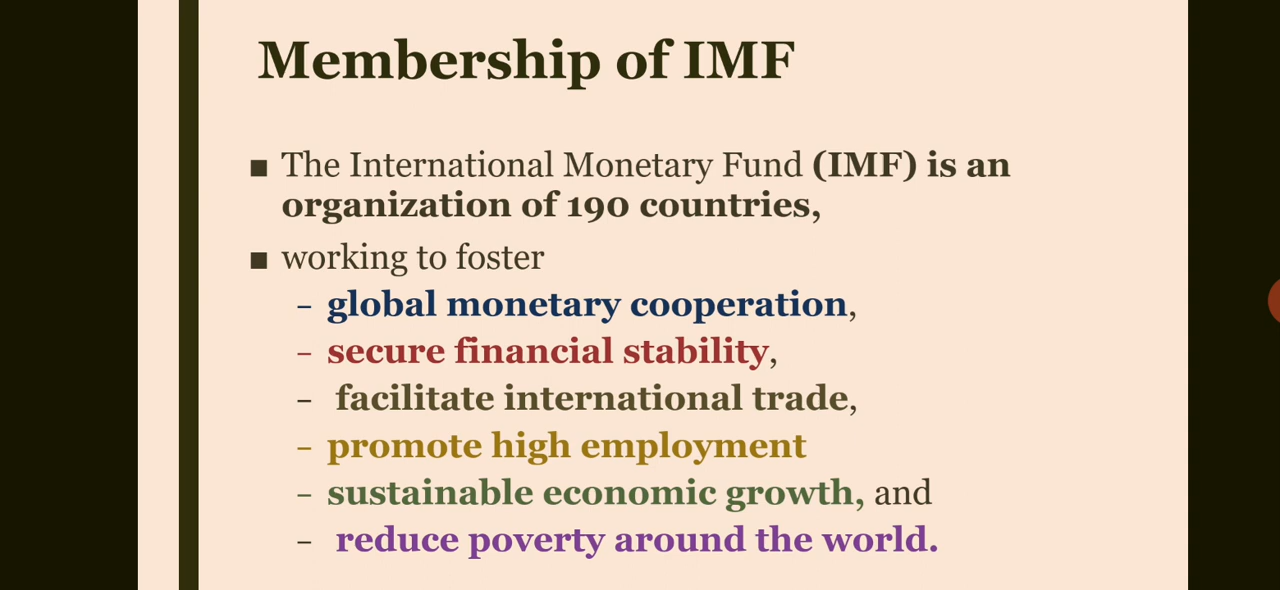 Membership of IMF
▪ The International Monetary Fund (IMF) is an
organization of 190 countries,
▪ working to foster
– global monetary cooperation,
– secure financial stability,
– facilitate international trade,
– promote high employment
– sustainable economic growth, and
– reduce poverty around the world.